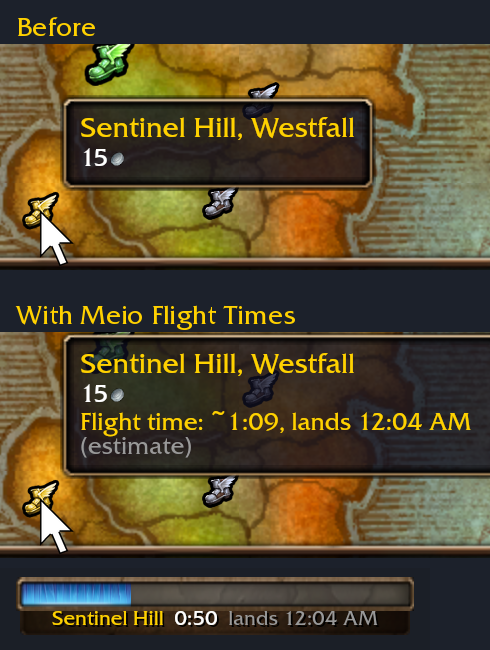 Before
Sentinel Hill, Westfall
15
With Meio Flight Times
Sentinel Hill, Westfall
15
Flight time: ~1:09, lands 12:04 AM
(estimate)
Sentinel Hill 0:50 lands 12:04 AM